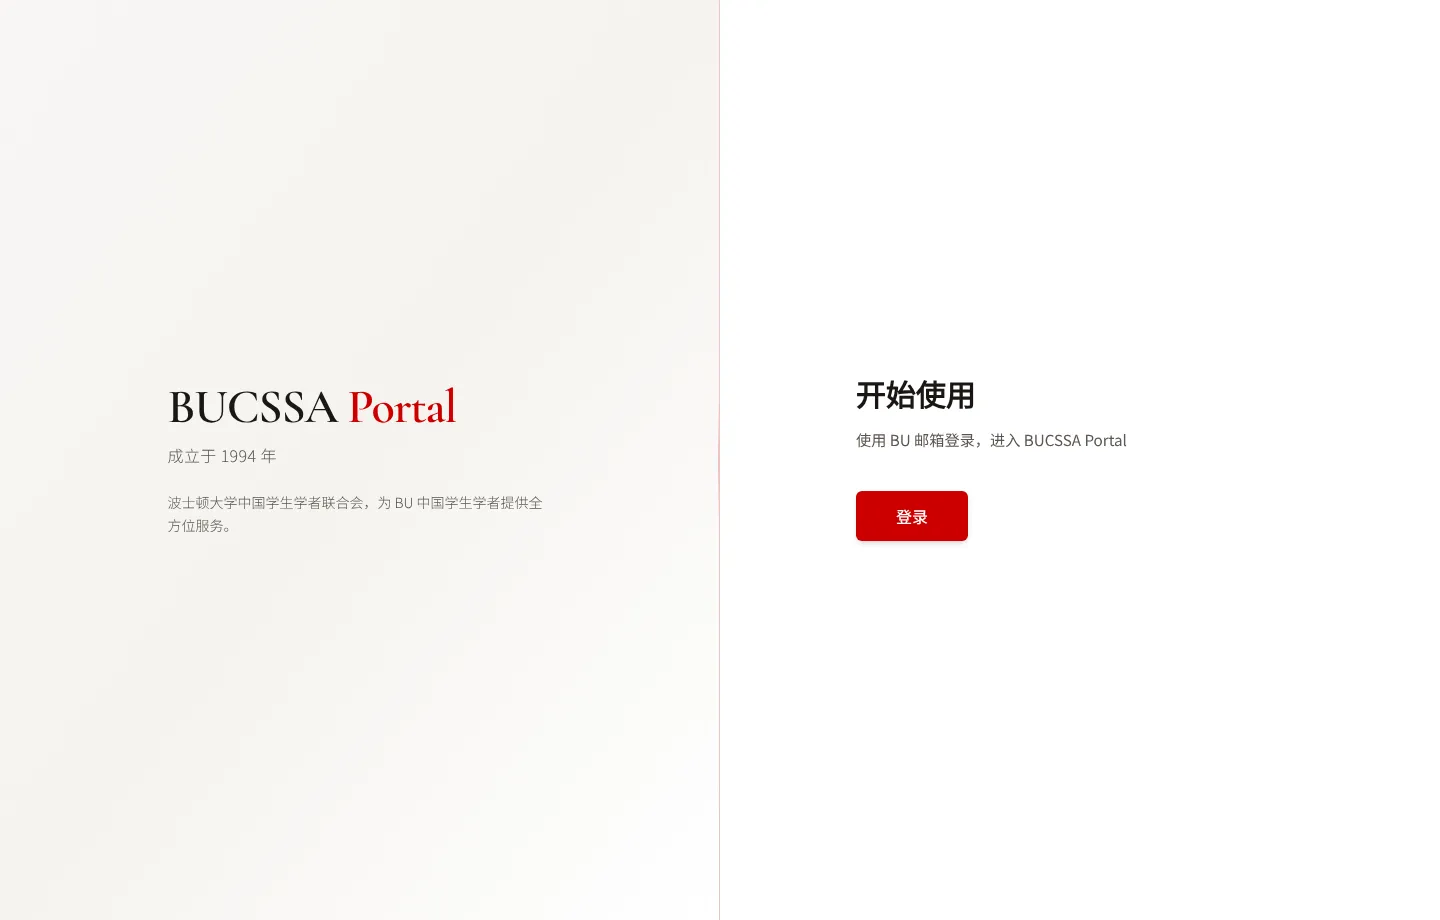 BUCSSA Portal
成立于 1994 年
波士顿大学中国学生学者联合会，为 BU 中国学生学者提供全
方位服务。
开始使用
使用 BU 邮箱登录，进入 BUCSSA Portal
登录